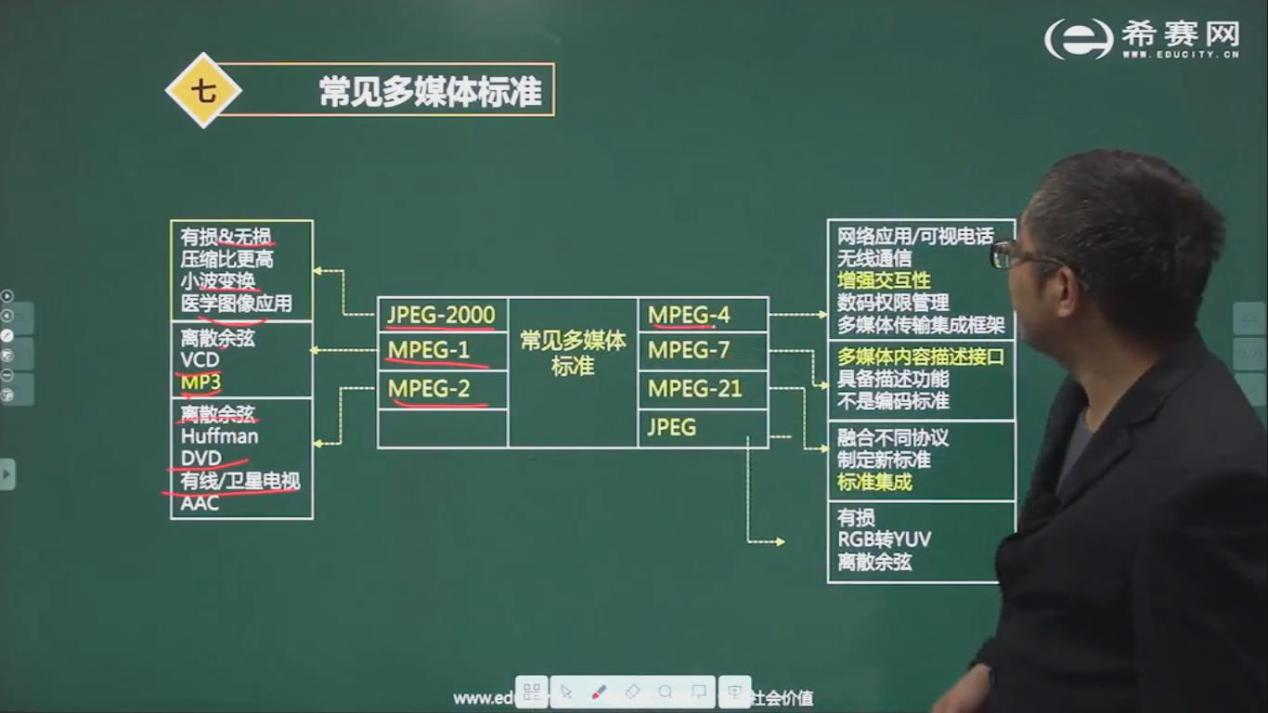 希赛网
WWW.EDUCITY.CN
七
常见多媒体标准
有损&无损
压缩比更高
小波变换
医学图像应用
离散余弦
VCD
MP3
离散余弦
Huffman
DVD
有线/卫星电视
AAC
JPEG-2000
MPEG-1
MPEG-2
常见多媒体
标准
MPEG-4
MPEG-7
MPEG-21
JPEG
网络应用/可视电话
无线通信
增强交互性
数码权限管理
多媒体传输集成框架
多媒体内容描述接口
具备描述功能
不是编码标准
融合不同协议
制定新标准
标准集成
有损
RGB转YUV
离散余弦
www.edu
社会价值